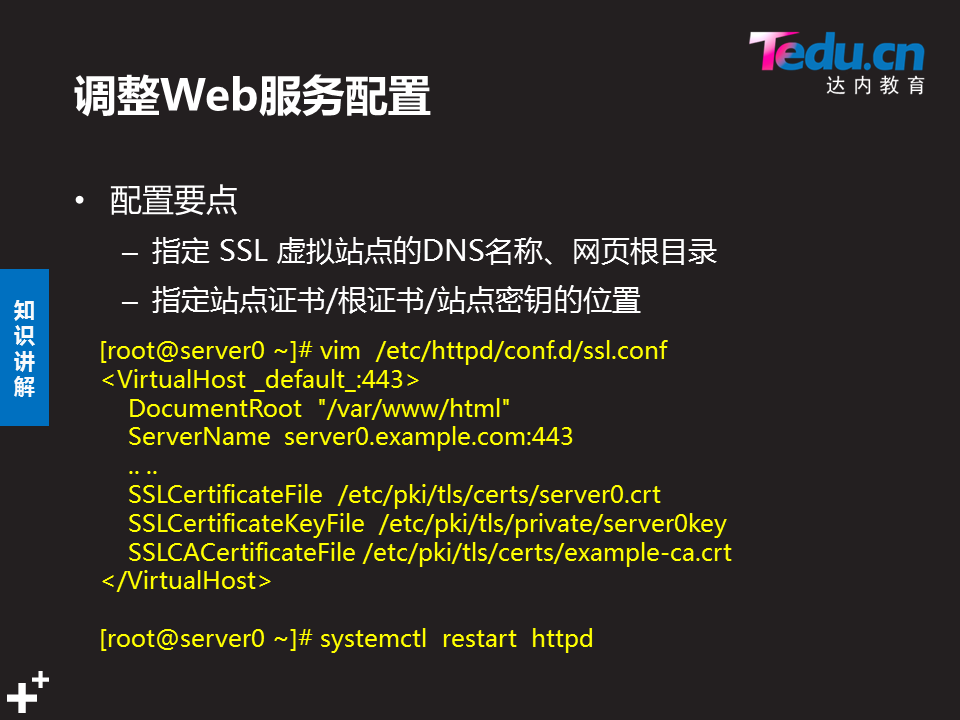 Tedu.cn
达内教育
调整Web服务配置
• 配置要点
– 指定 SSL 虚拟站点的DNS名称、网页根目录
– 指定站点证书/根证书/站点密钥的位置
知识讲解
[root@server0 ~]# vim /etc/httpd/conf.d/ssl.conf
<VirtualHost _default_:443>
DocumentRoot "/var/www/html"
ServerName server0.example.com:443
.. ..
SSLCertificateFile /etc/pki/tls/certs/server0.crt
SSLCertificateKeyFile /etc/pki/tls/private/server0key
SSLCACertificateFile /etc/pki/tls/certs/example-ca.crt
</VirtualHost>
[root@server0 ~]# systemctl restart httpd